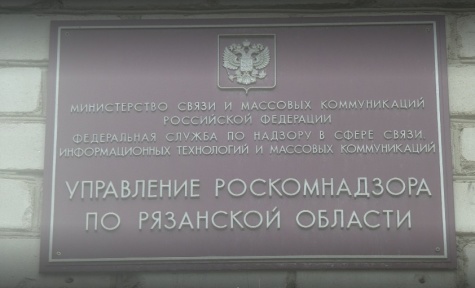 МИНИСТЕРСТВО СВЯЗИ И МАССОВЫХ КОММУНИКАЦИЙ
РОССИЙСКОЙ ФЕДЕРАЦИИ
ФЕДЕРАЛЬНАЯ СЛУЖБА ПО НАДЗОРУ В СФЕРЕ СВЯЗИ,
ИНФОРМАЦИОННЫХ ТЕХНОЛОГИЙ И МАССОВЫХ КОММУНИКАЦИЙ
УПРАВЛЕНИЕ РОСКОМНАДЗОРА
ПО РЯЗАНСКОЙ ОБЛАСТИ